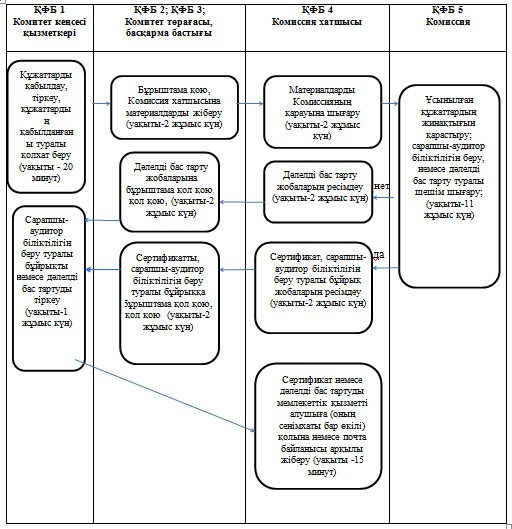 ҚФБ 1
Комитет кеңсесі
қызметкері
ҚФБ 2; ҚФБ 3;
Комитет төрағасы,
басқарма бастығы
ҚФБ 4
Комиссия хатшысы
ҚФБ 5
Комиссия
Құжаттарды
қабылдау,
тіркеу,
құжаттарды
ң
қабылданған
ы туралы
қолхат беру
(уақыты - 20
минут)
Бұрыштама қою,
Комиссия хатшысына
материалдарды жіберу
(уақыты-2 жұмыс күн)
Материалдарды
Комиссияның
қарауына шығару
(уақыты-2 жұмыс
күн)
Ұсынылған
құжаттардың
жинақтығын
қарастыру;
сарапшы-аудитор
біліктілігін беру,
немесе дәлелді
бас тарту туралы
шешім шығару;
(уақыты-11
жұмыс күн)
Дәлелді бас тарту
жобаларына
бұрыштама қол қою
қол қою, (уақыты-2
жұмыс күн)
Дәлелді бас тарту
жобаларын ресімдеу
(уақыты-2 жұмыс күн)
нет
Сарапшы-
аудитор
біліктілігін
беру туралы
бұйрықты
немесе дәлелді
бас тартуды
тіркеу
(уақыты-1
жұмыс күн)
Сертификатты,
сарапшы-аудитор
біліктілігін беру
туралы бұйрыққа
бұрыштама қол қою,
қол қою (уақыты-2
жұмыс күн)
Сертификат, сарапшы-
аудитор біліктілігін
беру туралы бұйрық
жобаларын ресімдеу
(уақыты-2 жұмыс күн)
да
Сертификат немесе
дәлелді бас тартуды
мемлекеттік қызметті
алушыға (оның
сенімхаты бар өкілі)
қолына немесе почта
байланысы арқылы
жіберу (уақыты -15
минут)